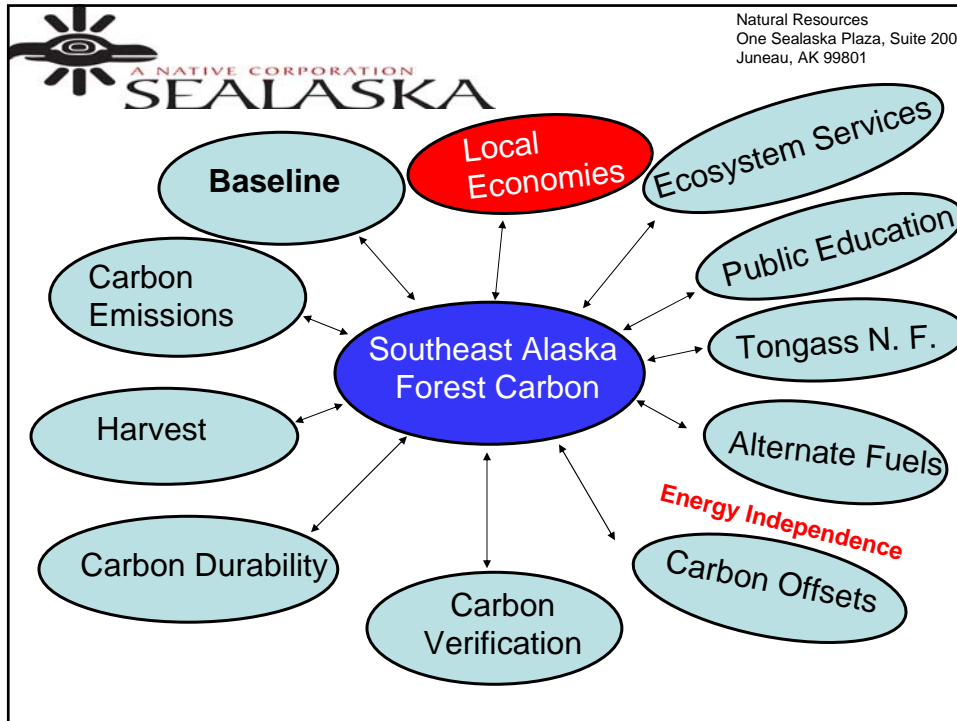 Natural Resources
One Sealaska Plaza, Suite 200
Juneau, AK 99801
A NATIVE CORPORATION
SEALASKA
Local
Economies
Ecosystem Services
Baseline
Public Education
Carbon
Emissions
Southeast Alaska
Forest Carbon
Tongass N. F.
Harvest
Alternate Fuels
Energy Independence
Carbon Durability
Carbon Offsets
Carbon
Verification